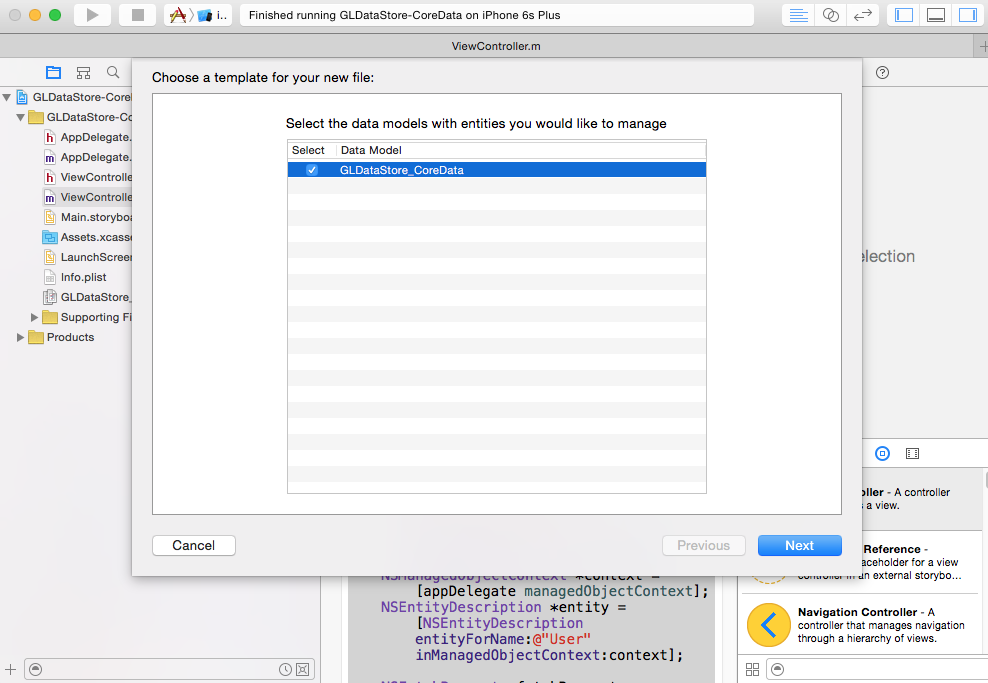 i..
Finished running GLDataStore-CoreData on iPhone 6s Plus
ViewController.m
Choose a template for your new file:
GLDataStore-Corel
GLDataStore-Co
AppDelegate.
AppDelegate.
ViewControlle
ViewControlle
Main.storyboa
Assets.xcasse
LaunchScreen
Info.plist
GLDataStore_
Supporting Fi
Products
Select the data models with entities you would like to manage
Select Data Model
GLDataStore_CoreData
Cancel Previous Next
election
oller - A controller
s a view.
Reference -
aceholder for a view
controller in an external storybo...
Navigation Controller - A
controller that manages navigation
through a hierarchy of views.
NSManagedObjectContext *context =
[appDelegate managedObjectContext];
NSEntityDescription *entity =
[NSEntityDescription
entityForName:@"User"
inManagedObjectContext:context];